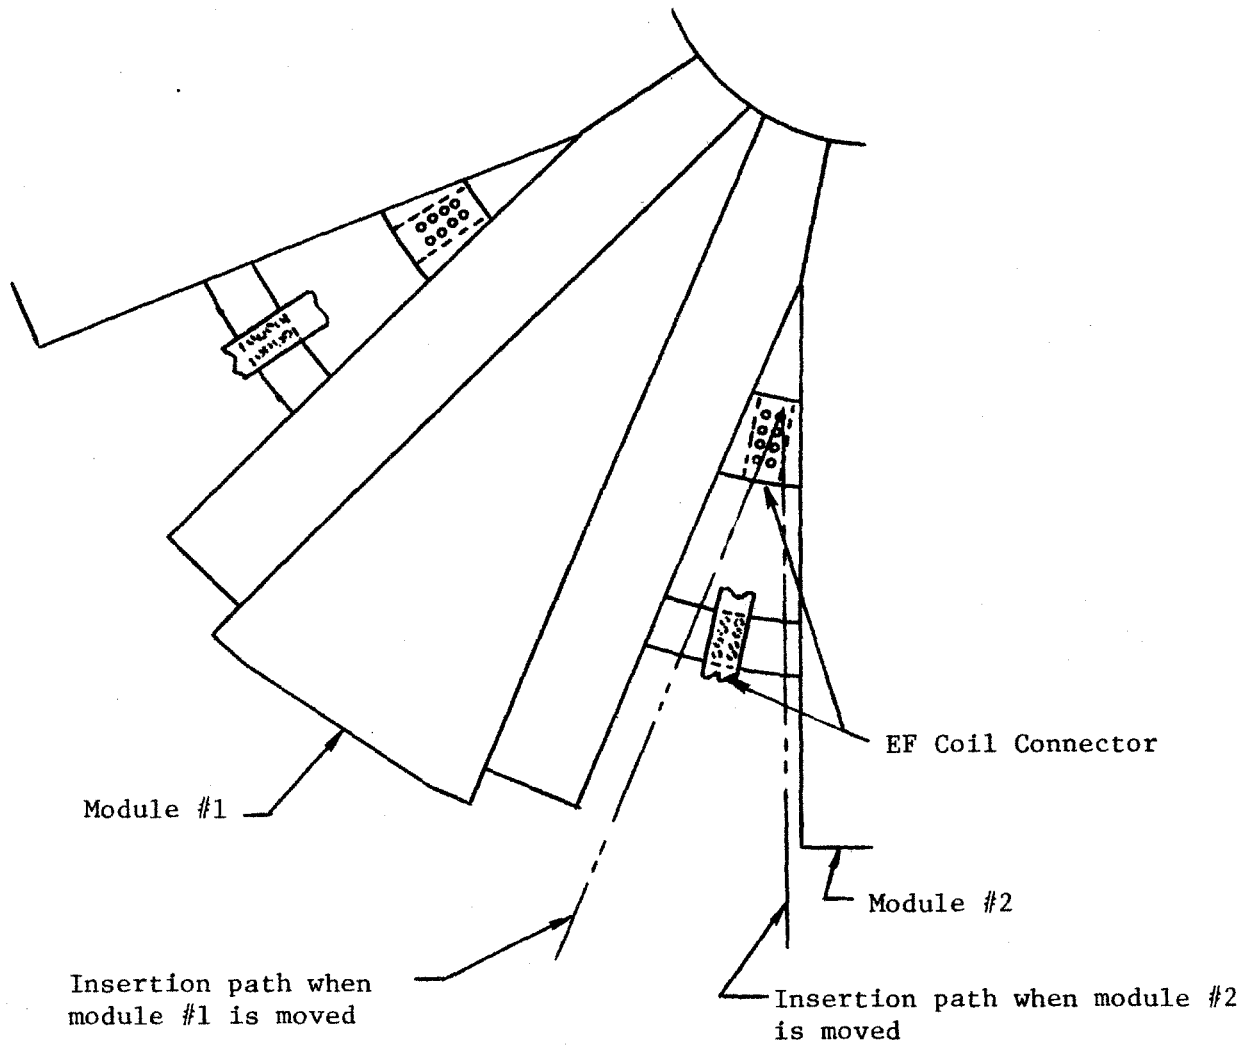 EF Coil Connector
Module #1
Module #2
Insertion path when
module #1 is moved
Insertion path when module #2
is moved